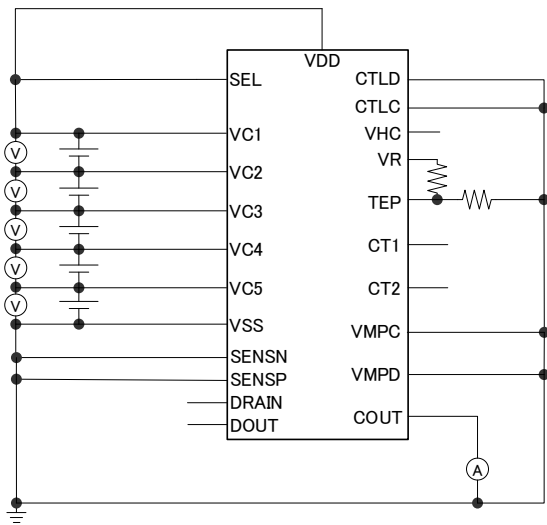 VDD
SEL
VC1
VC2
VC3
VC4
VC5
VSS
SENSN
SENSP
DRAIN
DOUT
CTLD
CTLC
VHC
VR
TEP
CT1
CT2
VMPC
VMPD
COUT
V
V
V
V
V
A